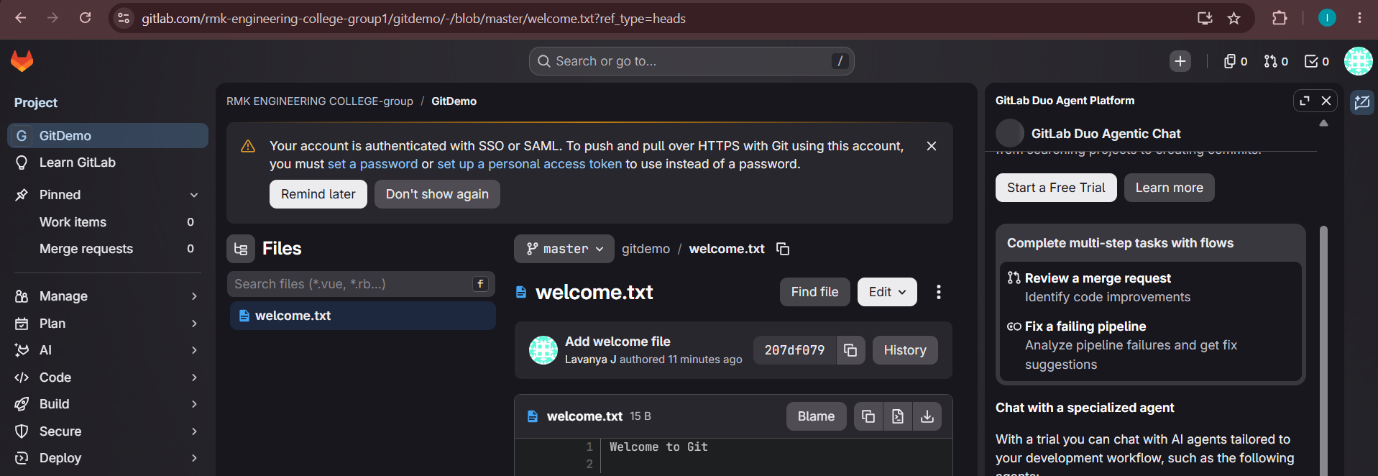 gitlab.com/rmk-engineering-college-group1/gitdemo/-/blob/master/welcome.txt?ref_type=heads
I
Search or go to...
/
0
0
0
Project
G GitDemo
Learn GitLab
Pinned
Work items 0
Merge requests 0
Manage
Plan
AI
Code
Build
Secure
Deploy
RMK ENGINEERING COLLEGE-group / GitDemo
Your account is authenticated with SSO or SAML. To push and pull over HTTPS with Git using this account,
you must set a password or set up a personal access token to use instead of a password.
Remind later
Don't show again
Files
Search files (*.vue, *.rb...)
f
welcome.txt
master
gitdemo / welcome.txt
welcome.txt
Find file
Edit
Add welcome file
Lavanya J authored 11 minutes ago
207df079
History
welcome.txt 15 B
Blame
1 Welcome to Git
2
GitLab Duo Agent Platform
GitLab Duo Agentic Chat
from searching projects to creating commits.
Start a Free Trial
Learn more
Complete multi-step tasks with flows
Review a merge request
Identify code improvements
Fix a failing pipeline
Analyze pipeline failures and get fix
suggestions
Chat with a specialized agent
With a trial you can chat with AI agents tailored to
your development workflow, such as the following
agents: